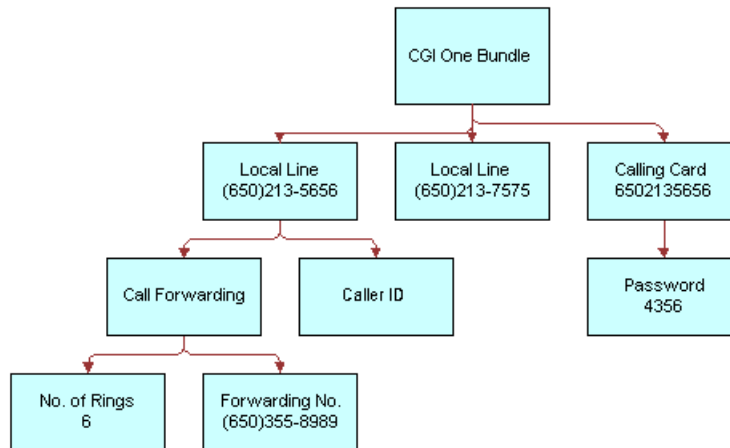 CGI One Bundle
Local Line
(650)213-5656
Local Line
(650)213-7575
Calling Card
6502135656
Call Forwarding
Caller ID
Password
4356
No. of Rings
6
Forwarding No.
(650)355-8989